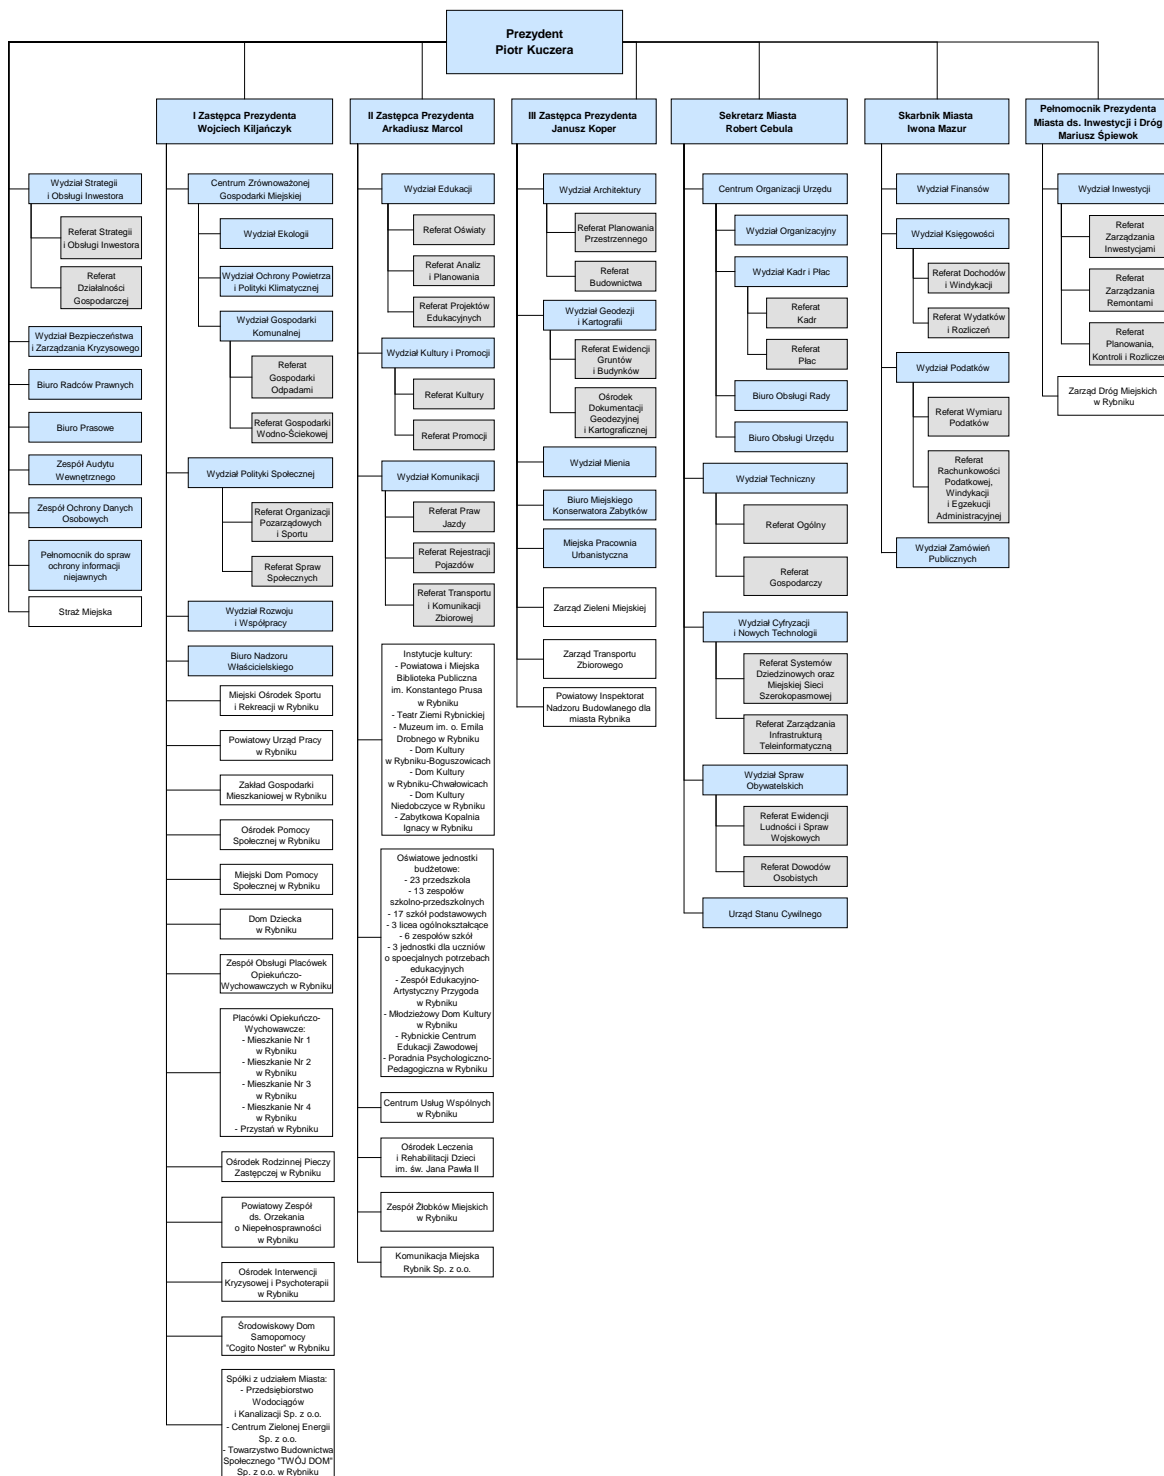 Prezydent
Piotr Kuczera
I Zastępca Prezydenta
Wojciech Kiljańczyk
II Zastępca Prezydenta
Arkadiusz Marcol
III Zastępca Prezydenta
Janusz Koper
Sekretarz Miasta
Robert Cebula
Skarbnik Miasta
Iwona Mazur
Pełnomocnik Prezydenta
Miasta ds. Inwestycji i Dróg
Mariusz Śpiewok
Wydział Strategii
i Obsługi Inwestora
Referat Strategii
i Obsługi Inwestora
Referat
Działalności
Gospodarczej
Wydział Bezpieczeństwa
i Zarządzania Kryzysowego
Biuro Radców Prawnych
Biuro Prasowe
Zespół Audytu
Wewnętrznego
Zespół Ochrony Danych
Osobowych
Pełnomocnik do spraw
ochrony informacji
niejawnych
Straż Miejska
Centrum Zrównoważonej
Gospodarki Miejskiej
Wydział Ekologii
Wydział Ochrony Powietrza
i Polityki Klimatycznej
Wydział Gospodarki
Komunalnej
Referat
Gospodarki
Odpadami
Referat Gospodarki
Wodno-Ściekowej
Wydział Polityki Społecznej
Referat Organizacji
Pozarządowych
i Sportu
Referat Spraw
Społecznych
Wydział Rozwoju
i Współpracy
Biuro Nadzoru
Właścicielskiego
Miejski Ośrodek Sportu
i Rekreacji w Rybniku
Powiatowy Urząd Pracy
w Rybniku
Zakład Gospodarki
Mieszkaniowej w Rybniku
Ośrodek Pomocy
Społecznej w Rybniku
Miejski Dom Pomocy
Społecznej w Rybniku
Dom Dziecka
w Rybniku
Zespół Obsługi Placówek
Opiekuńczo-
Wychowawczych w Rybniku
Placówki Opiekuńczo-
Wychowawcze:
- Mieszkanie Nr 1
w Rybniku
- Mieszkanie Nr 2
w Rybniku
- Mieszkanie Nr 3
w Rybniku
- Mieszkanie Nr 4
w Rybniku
- Przystań w Rybniku
Ośrodek Rodzinnej Pieczy
Zastępczej w Rybniku
Powiatowy Zespół
ds. Orzekania
o Niepełnosprawności
w Rybniku
Ośrodek Interwencji
Kryzysowej i Psychoterapii
w Rybniku
Środowiskowy Dom
Samopomocy
"Cogito Noster" w Rybniku
Spółki z udziałem Miasta:
- Przedsiębiorstwo
Wodociągów
i Kanalizacji Sp. z o.o.
- Centrum Zielonej Energii
Sp. z o.o.
- Towarzystwo Budownictwa
Społecznego "TWÓJ DOM"
Sp. z o.o. w Rybniku
Wydział Edukacji
Referat Oświaty
Referat Analiz
i Planowania
Referat Projektów
Edukacyjnych
Wydział Kultury i Promocji
Referat Kultury
Referat Promocji
Wydział Komunikacji
Referat Praw
Jazdy
Referat Rejestracji
Pojazdów
Referat Transportu
i Komunikacji
Zbiorowej
Instytucje kultury:
- Powiatowa i Miejska
Biblioteka Publiczna
im. Konstantego Prusa
w Rybniku
- Teatr Ziemi Rybnickiej
- Muzeum im. o. Emila
Drobnego w Rybniku
- Dom Kultury
w Rybniku-Boguszowicach
- Dom Kultury
w Rybniku-Chwałowicach
- Dom Kultury
Niedobczyce w Rybniku
- Zabytkowa Kopalnia
Ignacy w Rybniku
Oświatowe jednostki
budżetowe:
- 23 przedszkola
- 13 zespołów
szkolno-przedszkolnych
- 17 szkół podstawowych
- 3 licea ogólnokształcące
- 6 zespołów szkół
- 3 jednostki dla uczniów
o spoecjalnych potrzebach
edukacyjnych
- Zespół Edukacyjno-
Artystyczny Przygoda
w Rybniku
- Młodzieżowy Dom Kultury
w Rybniku
- Rybnickie Centrum
Edukacji Zawodowej
- Poradnia Psychologiczno-
Pedagogiczna w Rybniku
Centrum Usług Wspólnych
w Rybniku
Ośrodek Leczenia
i Rehabilitacji Dzieci
im. św. Jana Pawła II
Zespół Żłobków Miejskich
w Rybniku
Komunikacja Miejska
Rybnik Sp. z o.o.
Wydział Architektury
Referat Planowania
Przestrzennego
Referat
Budownictwa
Wydział Geodezji
i Kartografii
Referat Ewidencji
Gruntów
i Budynków
Ośrodek
Dokumentacji
Geodezyjnej
i Kartograficznej
Wydział Mienia
Biuro Miejskiego
Konserwatora Zabytków
Miejska Pracownia
Urbanistyczna
Zarząd Zieleni Miejskiej
Zarząd Transportu
Zbiorowego
Powiatowy Inspektorat
Nadzoru Budowlanego dla
miasta Rybnika
Centrum Organizacji Urzędu
Wydział Organizacyjny
Wydział Kadr i Płac
Referat
Kadr
Referat
Płac
Biuro Obsługi Rady
Biuro Obsługi Urzędu
Wydział Techniczny
Referat Ogólny
Referat
Gospodarczy
Wydział Cyfryzacji
i Nowych Technologii
Referat Systemów
Dziedzinowych oraz
Miejskiej Sieci
Szerokopasmowej
Referat Zarządzania
Infrastrukturą
Teleinformatyczną
Wydział Spraw
Obywatelskich
Referat Ewidencji
Ludności i Spraw
Wojskowych
Referat Dowodów
Osobistych
Urząd Stanu Cywilnego
Wydział Finansów
Wydział Księgowości
Referat Dochodów
i Windykacji
Referat Wydatków
i Rozliczeń
Wydział Podatków
Referat Wymiaru
Podatków
Referat
Rachunkowości
Podatkowej,
Windykacji
i Egzekucji
Administracyjnej
Wydział Zamówień
Publicznych
Wydział Inwestycji
Referat
Zarządzania
Inwestycjami
Referat
Zarządzania
Remontami
Referat
Planowania,
Kontroli i Rozliczeń
Zarząd Dróg Miejskich
w Rybniku